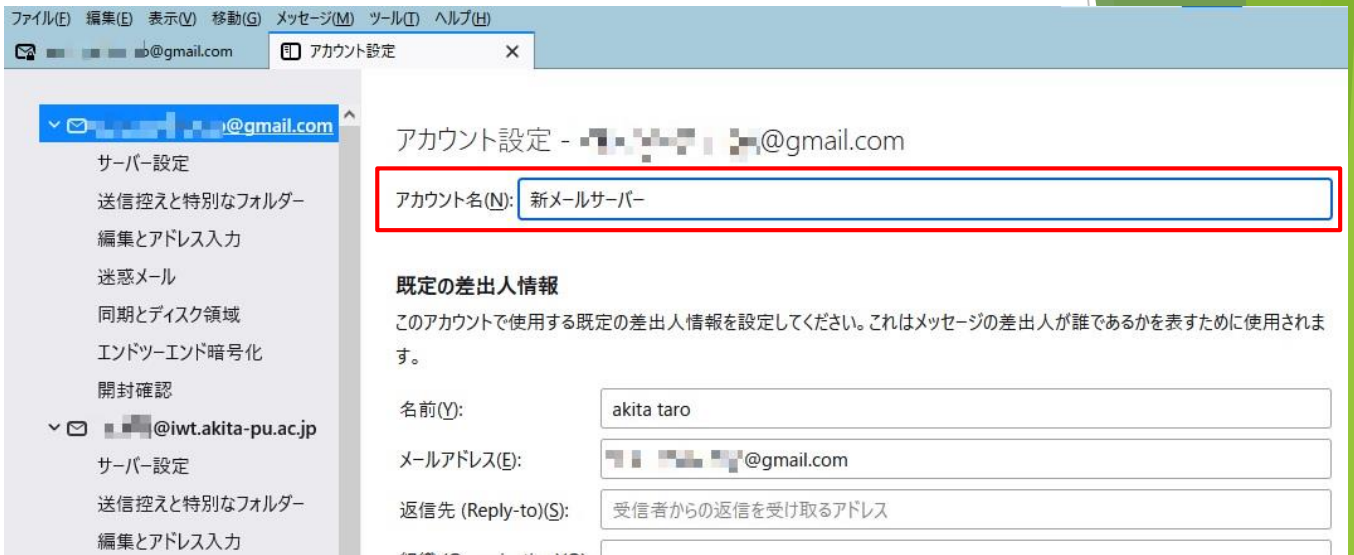 ファイル(F) 編集(E) 表示(V) 移動(G) メッセージ(M) ツール(T) ヘルプ(H)
@gmail.com アカウント設定
@gmail.com
サーバー設定
送信控えと特別なフォルダー
編集とアドレス入力
迷惑メール
同期とディスク領域
エンドツーエンド暗号化
開封確認
@iwt.akita-pu.ac.jp
サーバー設定
送信控えと特別なフォルダー
編集とアドレス入力
アカウント設定 - @gmail.com
アカウント名(N): 新メールサーバー
既定の差出人情報
このアカウントで使用する既定の差出人情報を設定してください。これはメッセージの差出人が誰であるかを表すために使用されま
す。
名前(Y): akita taro
メールアドレス(E): @gmail.com
返信先 (Reply-to)(S): 受信者からの返信を受け取るアドレス